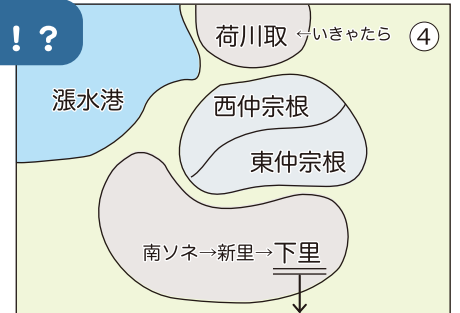 ！？
荷川取 ←いきゃたら ④
漲水港
西仲宗根
東仲宗根
南ソネ→新里→下里